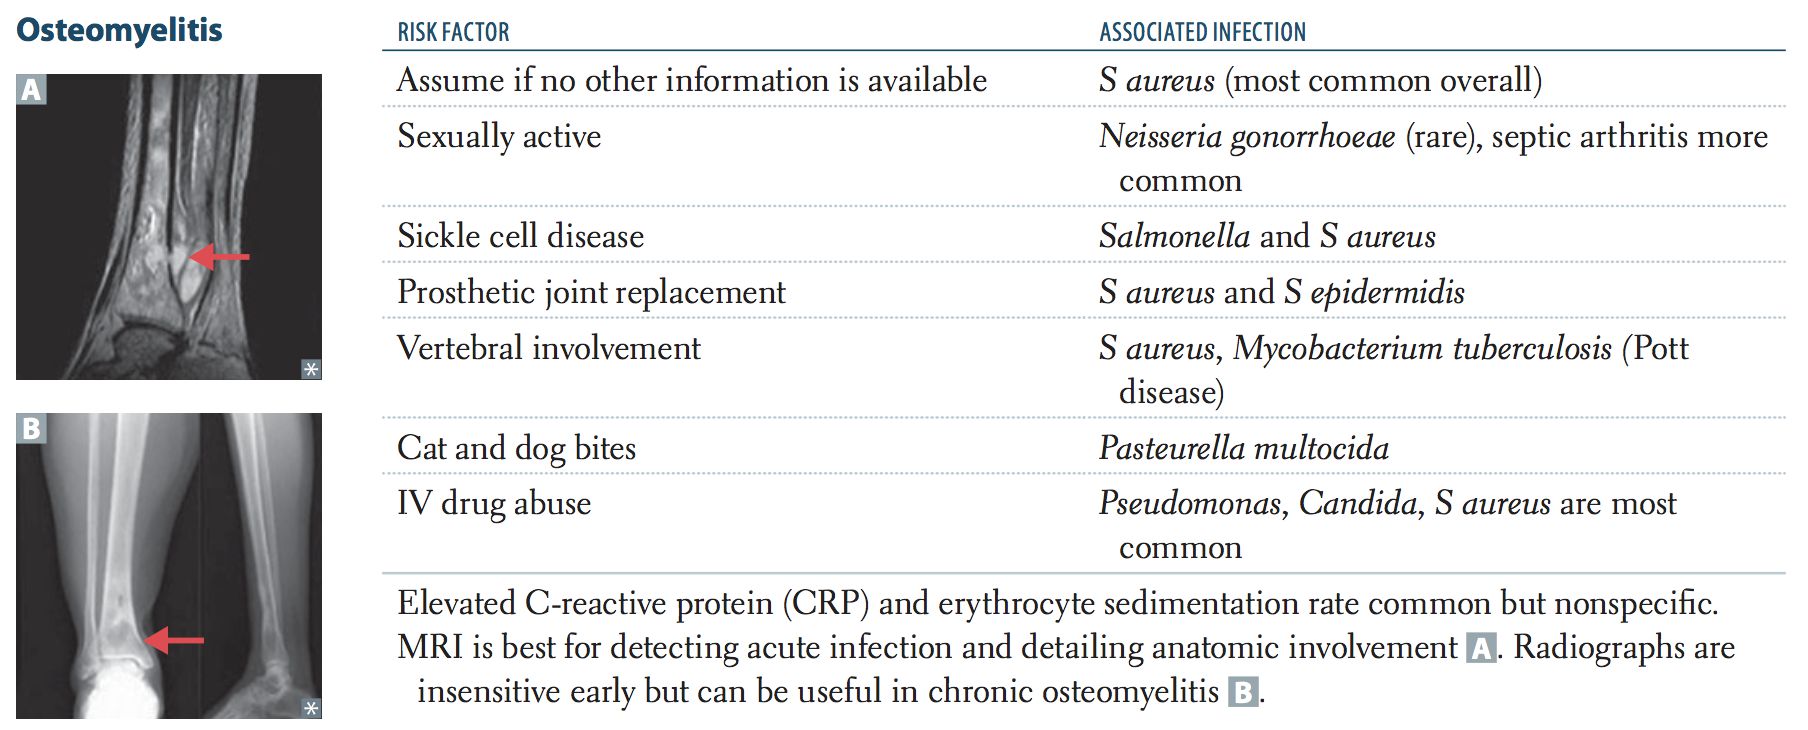 Osteomyelitis
RISK FACTOR ASSOCIATED INFECTION
Assume if no other information is available S aureus (most common overall)
Sexually active Neisseria gonorrhoeae (rare), septic arthritis more
common
Sickle cell disease Salmonella and S aureus
Prosthetic joint replacement S aureus and S epidermidis
Vertebral involvement S aureus, Mycobacterium tuberculosis (Pott
disease)
Cat and dog bites Pasteurella multocida
IV drug abuse Pseudomonas, Candida, S aureus are most
common
Elevated C-reactive protein (CRP) and erythrocyte sedimentation rate common but nonspecific.
MRI is best for detecting acute infection and detailing anatomic involvement A. Radiographs are
insensitive early but can be useful in chronic osteomyelitis B.
A
*
B
*